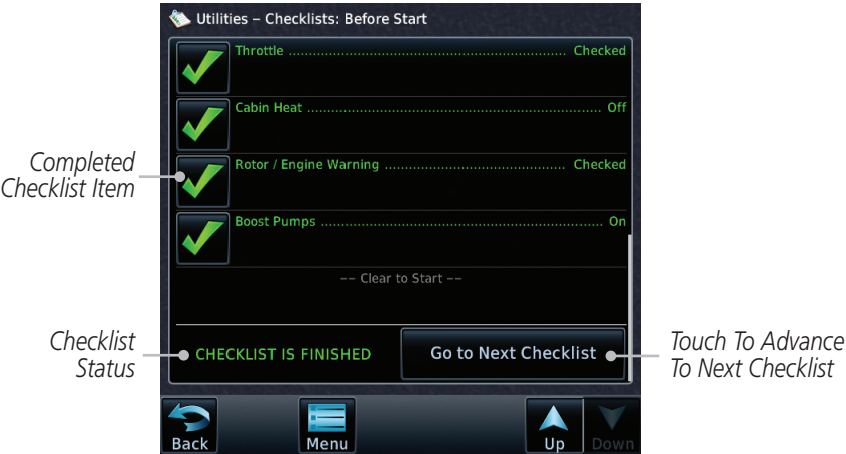 Utilities – Checklists: Before Start
Throttle ................................................................ Checked
Cabin Heat .................................................................... Off
Rotor / Engine Warning .......................................... Checked
Boost Pumps ................................................................. On
-- Clear to Start --
CHECKLIST IS FINISHED
Go to Next Checklist
Back
Menu
Up
Down
Completed
Checklist Item
Checklist
Status
Touch To Advance
To Next Checklist